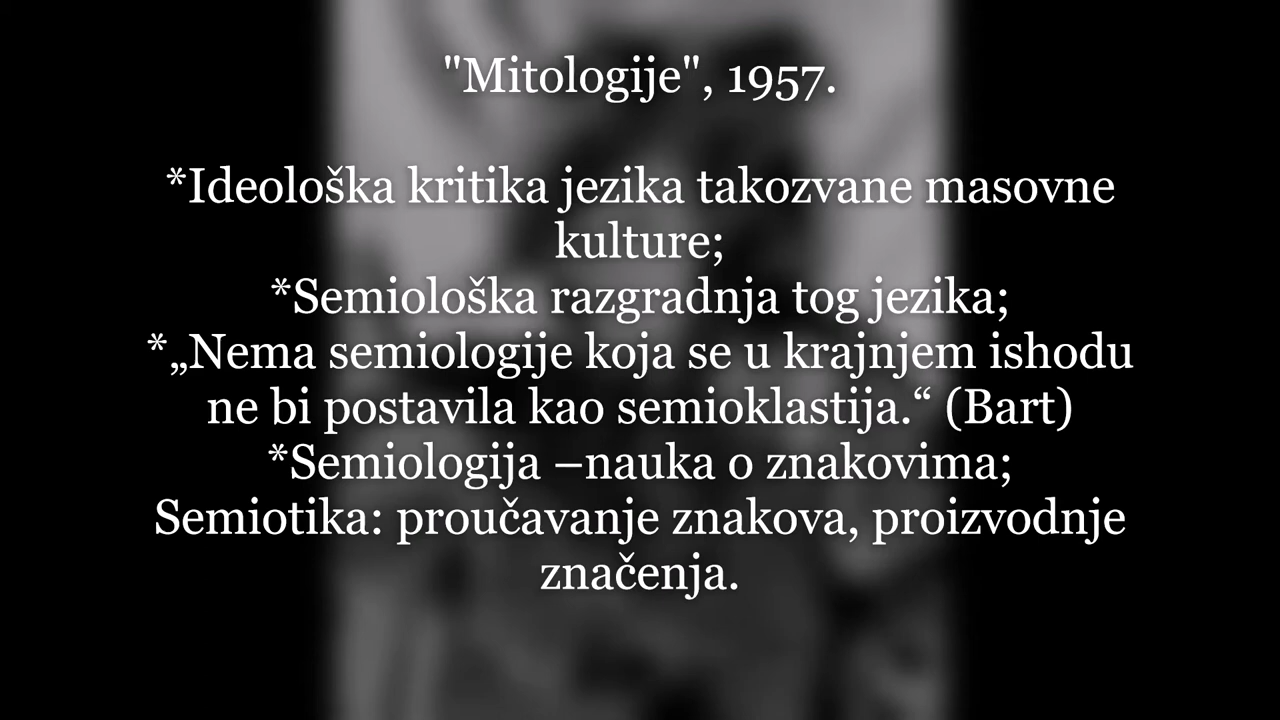 "Mitologije", 1957.
*Ideološka kritika jezika takozvane masovne
kulture;
*Semiološka razgradnja tog jezika;
*„Nema semiologije koja se u krajnjem ishodu
ne bi postavila kao semioklastija.“ (Bart)
*Semiologija –nauka o znakovima;
Semiotika: proučavanje znakova, proizvodnje
značenja.